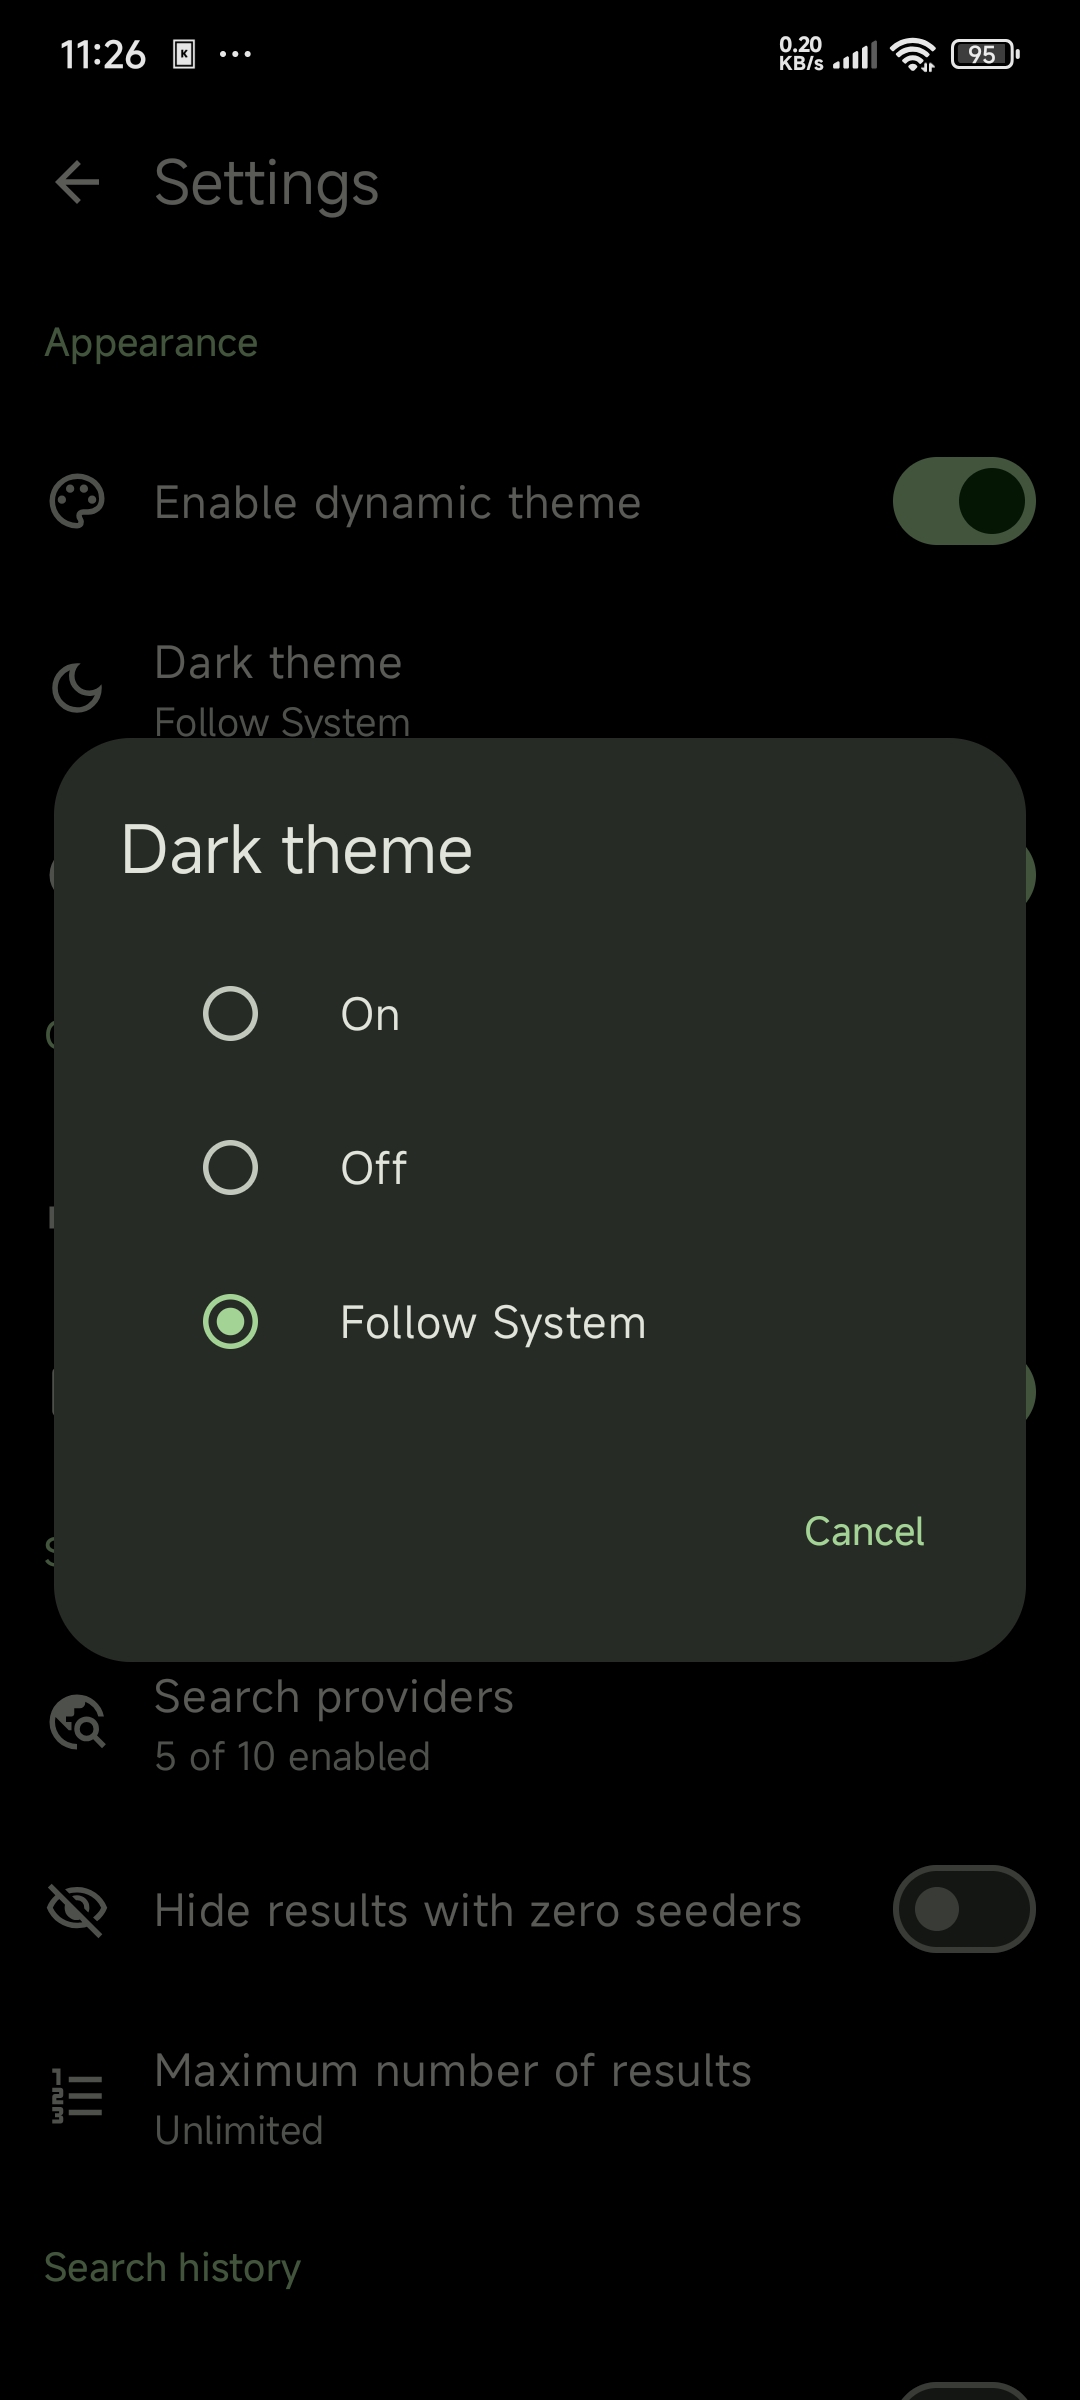 11:26
0.20
KB/s
95
Settings
Appearance
Enable dynamic theme
Dark theme
Follow System
Dark theme
On
Off
Follow System
Cancel
Search providers
5 of 10 enabled
Hide results with zero seeders
Maximum number of results
Unlimited
Search history